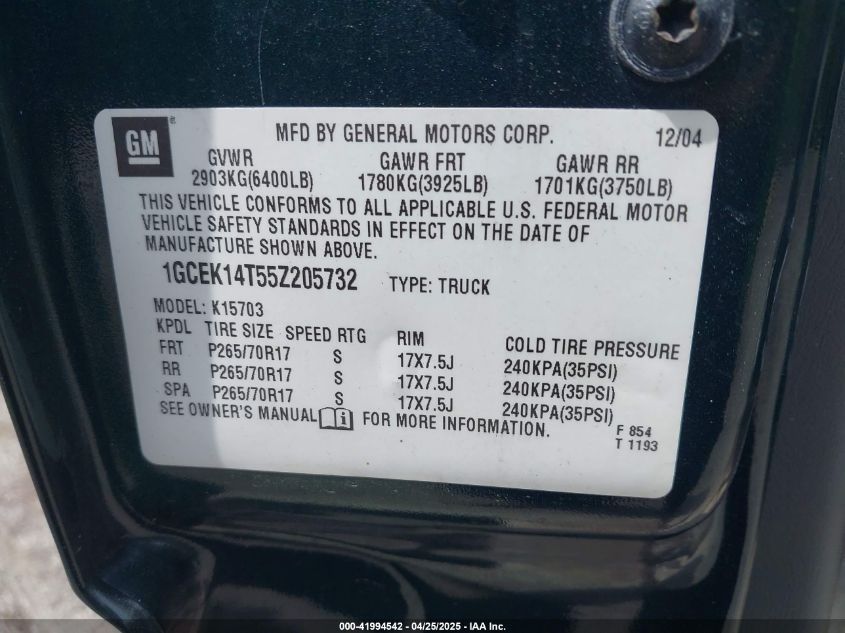 GM ®
MFD BY GENERAL MOTORS CORP. 12/04
GVWR GAWR FRT GAWR RR
2903KG(6400LB) 1780KG(3925LB) 1701KG(3750LB)
THIS VEHICLE CONFORMS TO ALL APPLICABLE U.S. FEDERAL MOTOR
VEHICLE SAFETY STANDARDS IN EFFECT ON THE DATE OF
MANUFACTURE SHOWN ABOVE.
1GCEK14T55Z205732 TYPE: TRUCK
MODEL: K15703
KPDL TIRE SIZE SPEED RTG RIM COLD TIRE PRESSURE
FRT P265/70R17 S 17X7.5J 240KPA(35PSI)
RR P265/70R17 S 17X7.5J 240KPA(35PSI)
SPA P265/70R17 S 17X7.5J 240KPA(35PSI)
SEE OWNER'S MANUAL i FOR MORE INFORMATION.
F 854
T 1193
000-41994542 - 04/25/2025 - IAA Inc.